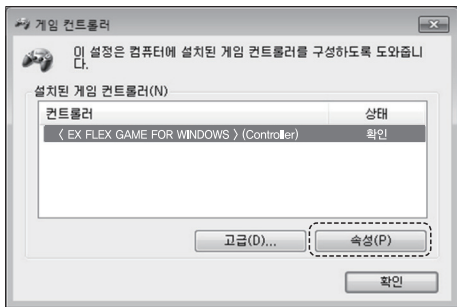 게임 컨트롤러
이 설정은 컴퓨터에 설치된 게임 컨트롤러를 구성하도록 도와줍니
다.
설치된 게임 컨트롤러(N)
컨트롤러 상태
< EX FLEX GAME FOR WINDOWS > (Controller) 확인
고급(D)... 속성(P)
확인